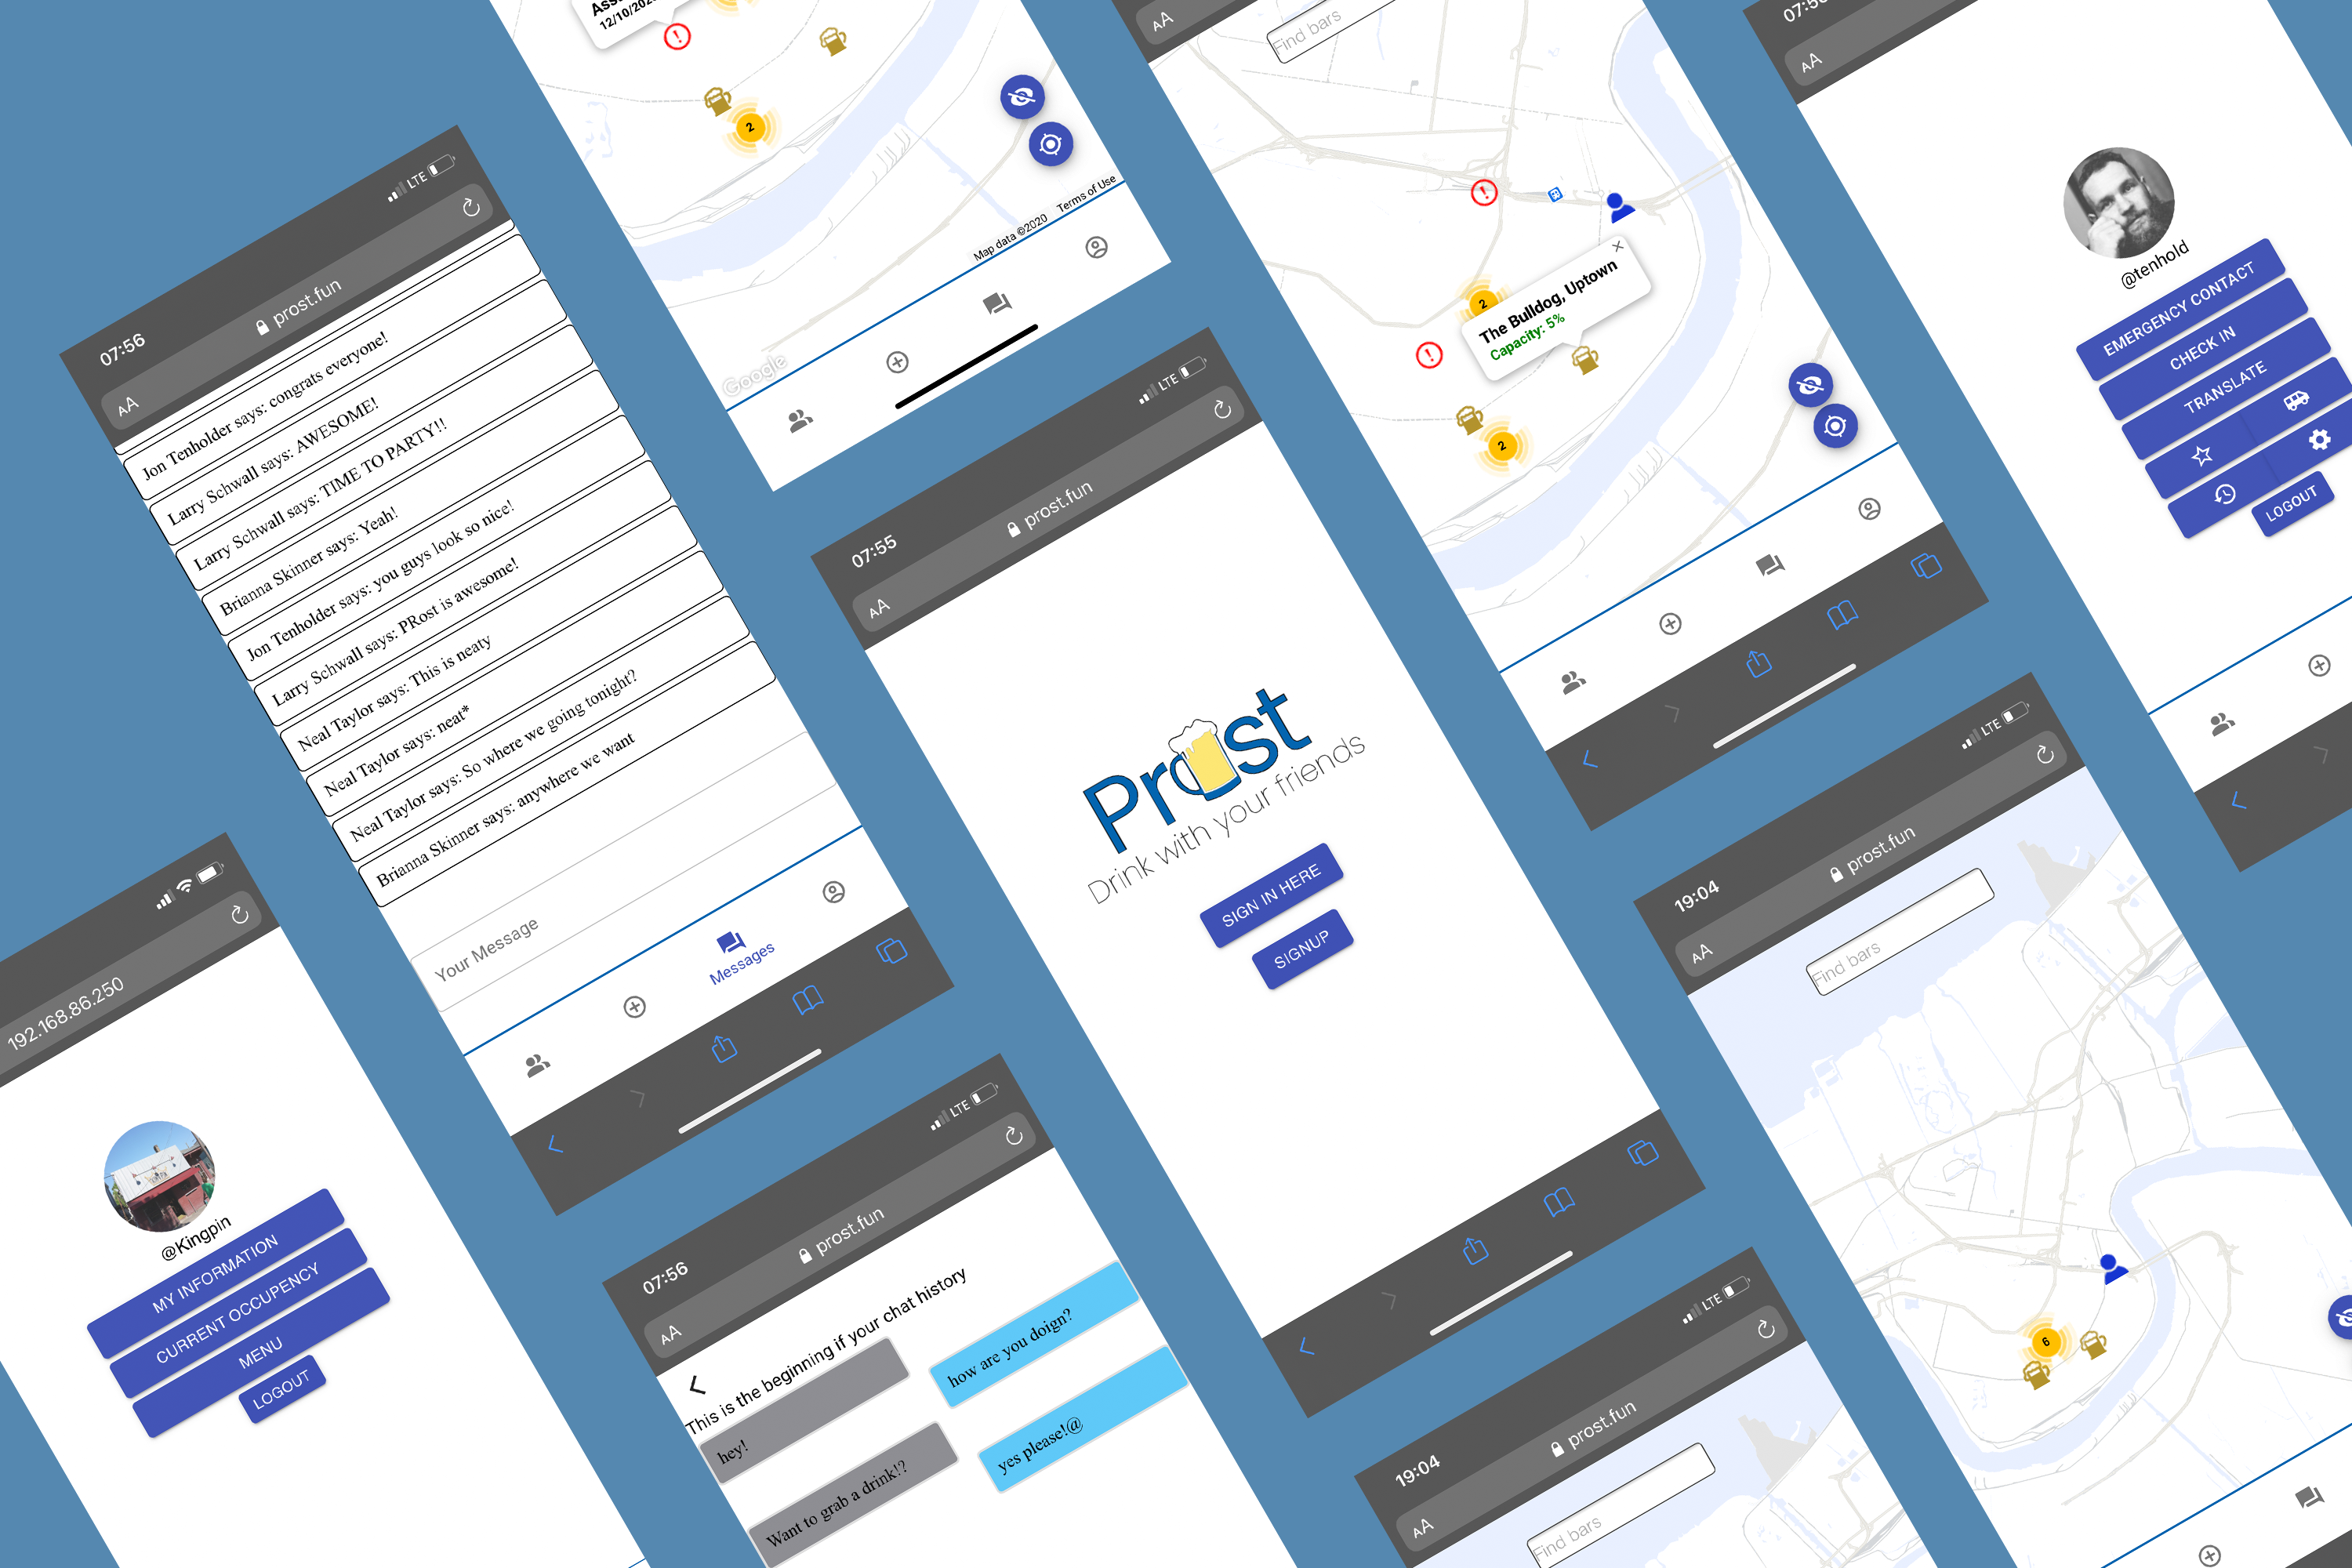 12/10/202
2
Map data ©2020 Terms of Use
Google
07:56
LTE
AA
prost.fun
Jon Tenholder says: congrats everyone!
Larry Schwall says: AWESOME!
Larry Schwall says: TIME TO PARTY!!
Brianna Skinner says: Yeah!
Jon Tenholder says: you guys look so nice!
Larry Schwall says: PRost is awesome!
Neal Taylor says: This is neaty
Neal Taylor says: neat*
Neal Taylor says: So where we going tonight?
Brianna Skinner says: anywhere we want
Your Message
Messages
192.168.86.250
@Kingpin
MY INFORMATION
CURRENT OCCUPENCY
MENU
LOGOUT
07:55
LTE
AA
prost.fun
Prost
Drink with your friends
SIGN IN HERE
SIGNUP
07:56
LTE
AA
prost.fun
This is the beginning if your chat history
hey!
how are you doign?
Want to grab a drink!?
yes please!@
AA
Find bars
2
The Bulldog, Uptown
Capacity: 5%
2
AA
@tenhold
EMERGENCY CONTACT
CHECK IN
TRANSLATE
LOGOUT
19:04
LTE
AA
prost.fun
Find bars
6
19:04
LTE
AA
prost.fun
Find bars